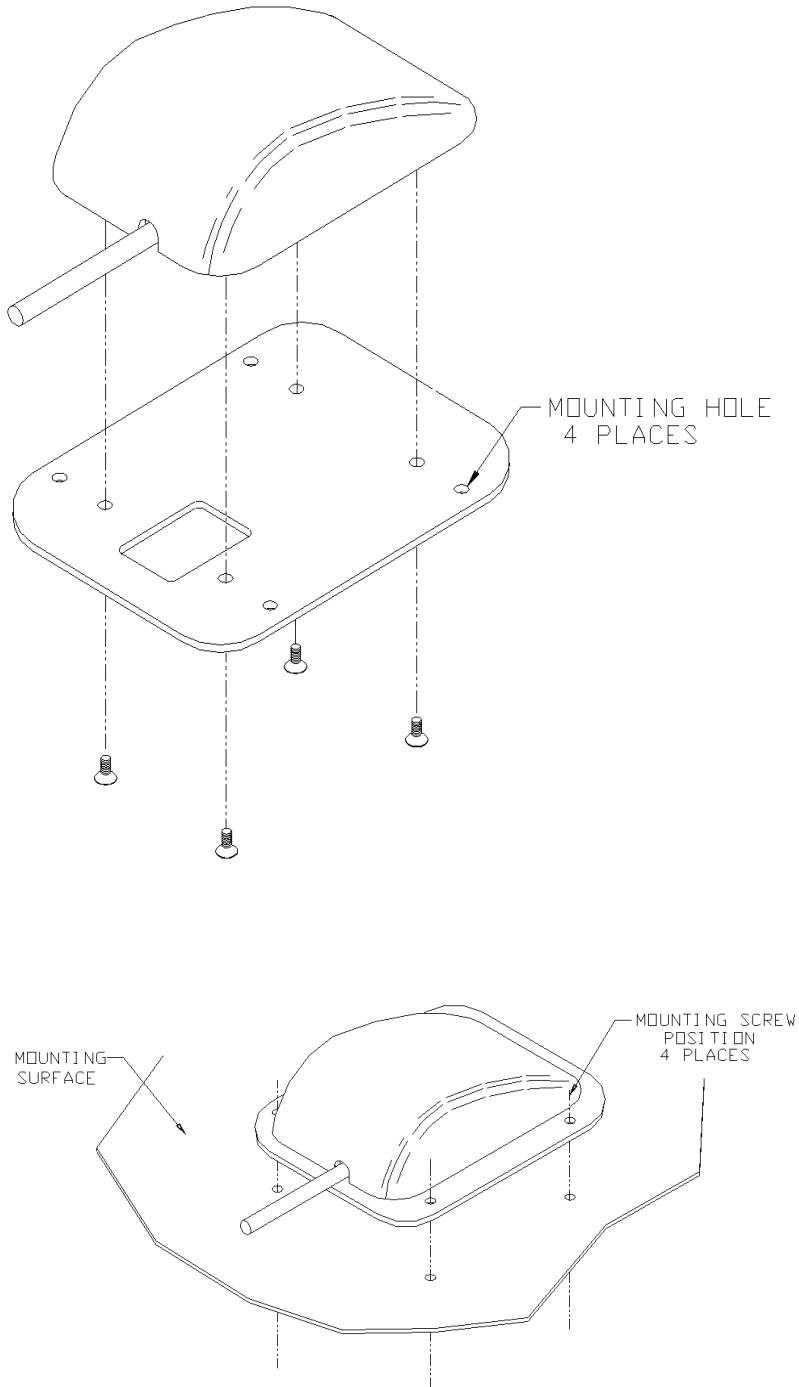 MOUNTING HOLE
4 PLACES
MOUNTING SCREW
POSITION
4 PLACES
MOUNTING
SURFACE